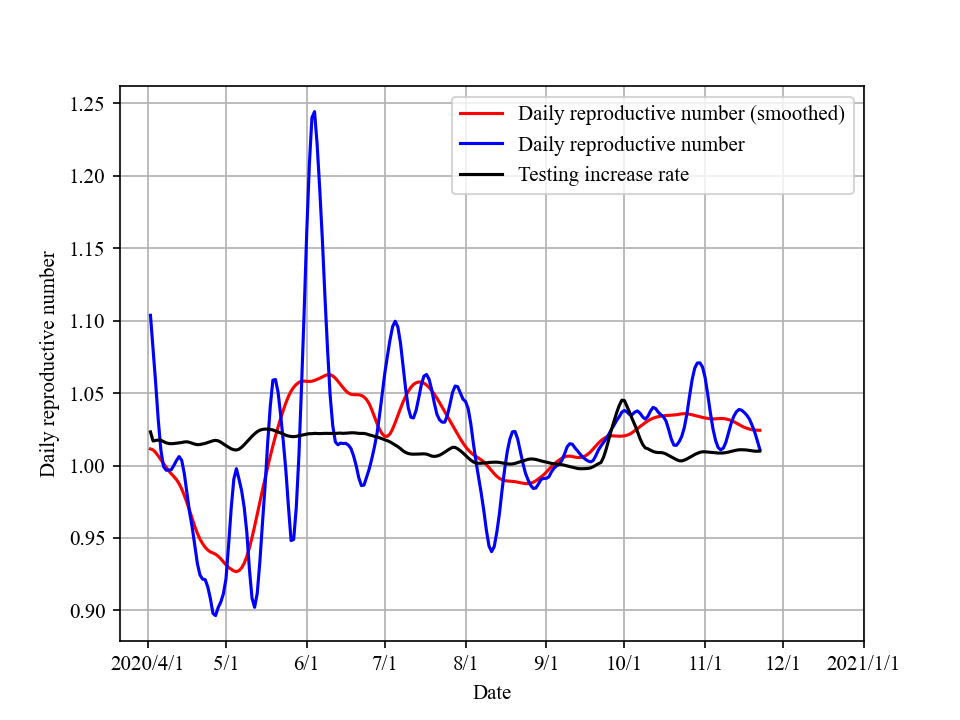 Daily reproductive number (smoothed)
Daily reproductive number
Testing increase rate
Daily reproductive number
1.25
1.20
1.15
1.10
1.05
1.00
0.95
0.90
2020/4/1 5/1 6/1 7/1 8/1 9/1 10/1 11/1 12/1 2021/1/1
Date